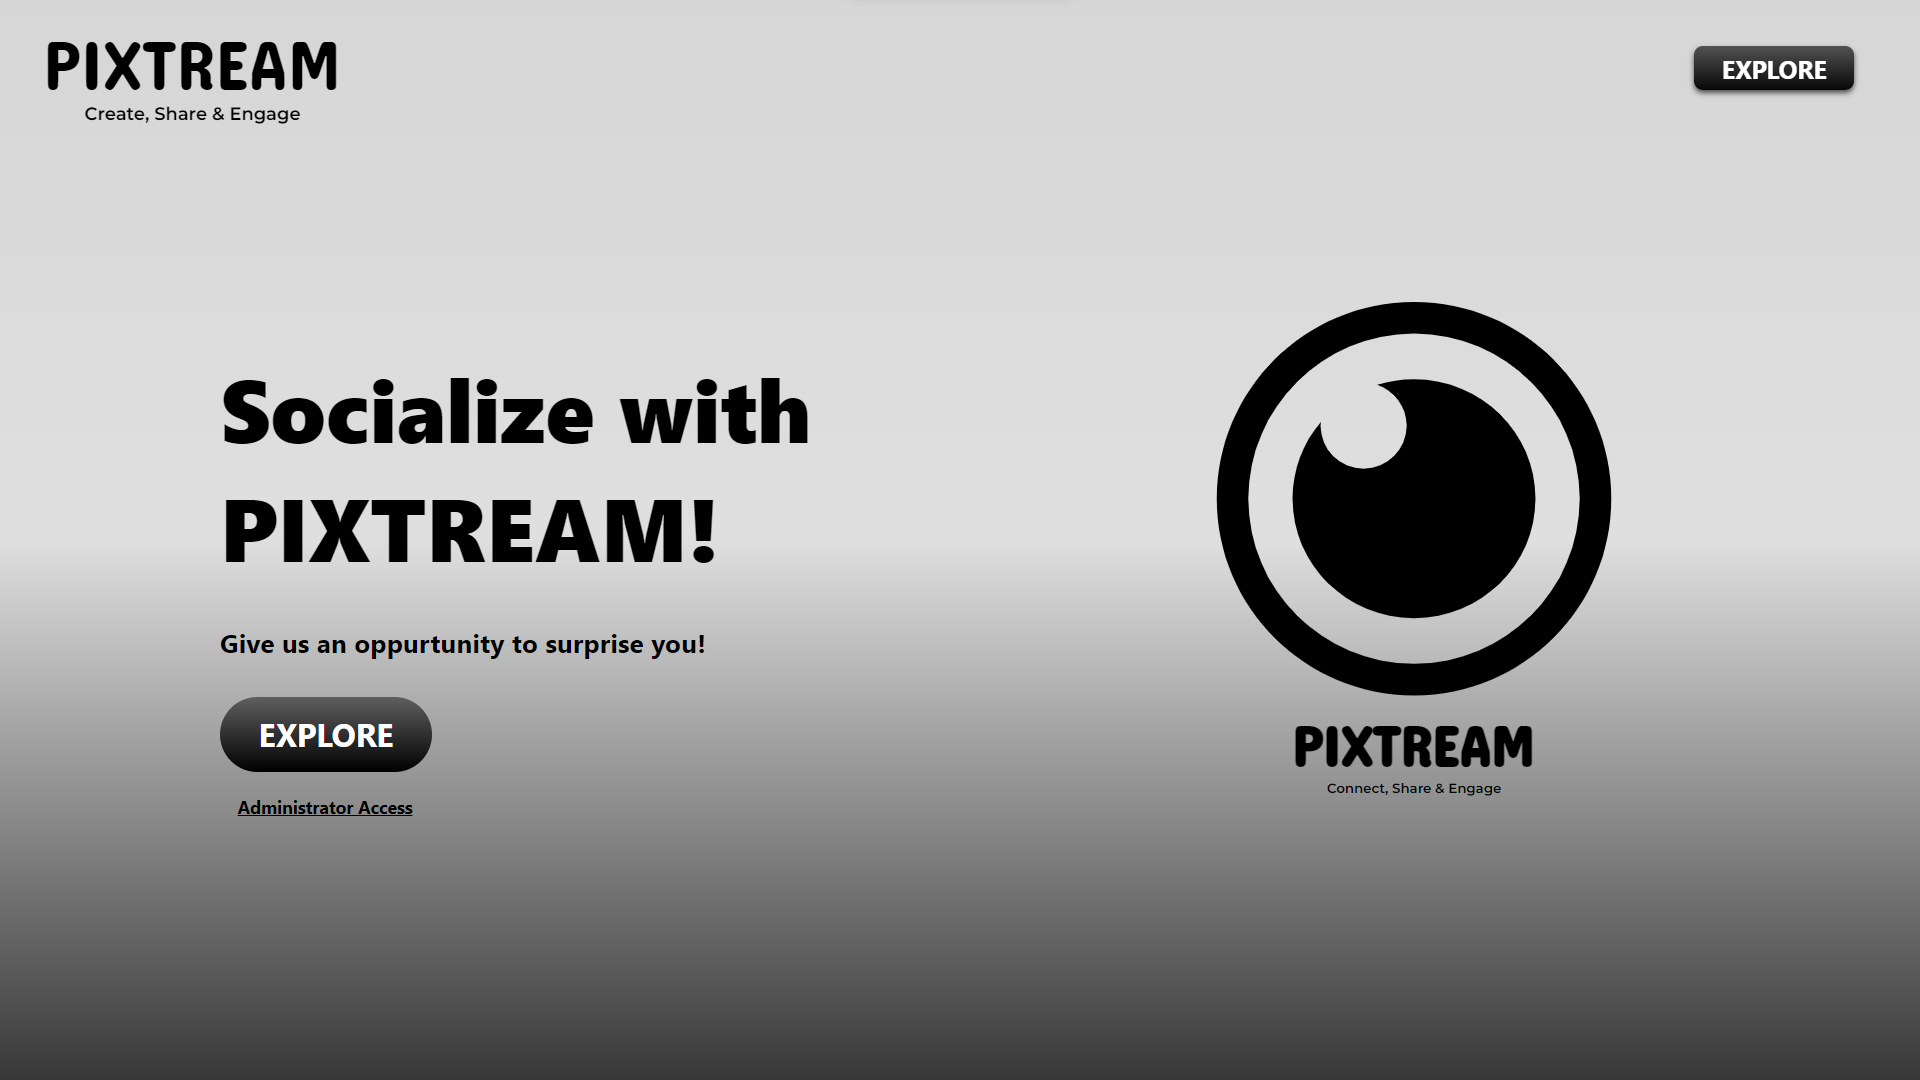 PIXTREAM
Create, Share & Engage
EXPLORE
Socialize with
PIXTREAM!
Give us an oppurtunity to surprise you!
EXPLORE
Administrator Access
PIXTREAM
Connect, Share & Engage